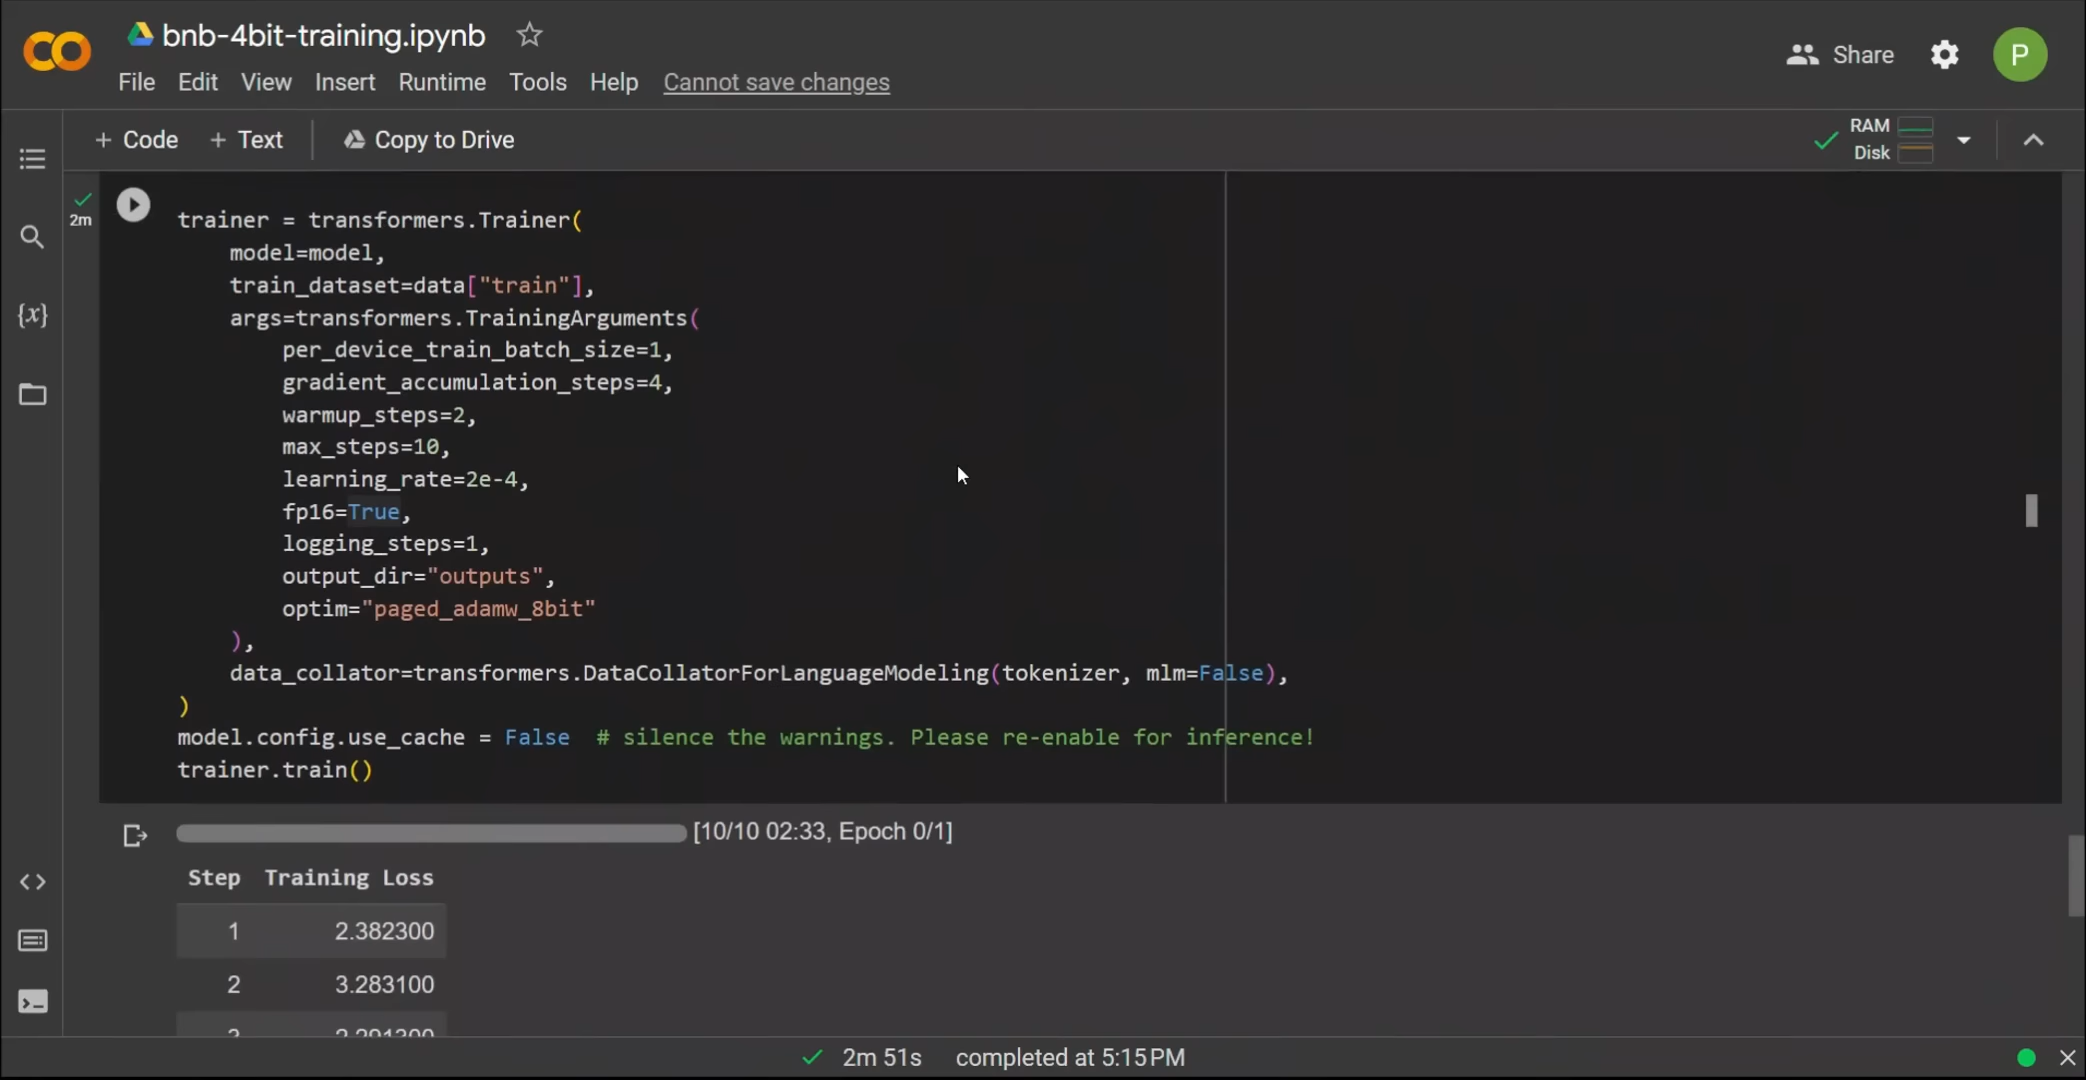 bnb-4bit-training.ipynb
File Edit View Insert Runtime Tools Help Cannot save changes
Share
P
+ Code + Text Copy to Drive
RAM
Disk
2m
trainer = transformers.Trainer(
    model=model,
    train_dataset=data["train"],
    args=transformers.TrainingArguments(
        per_device_train_batch_size=1,
        gradient_accumulation_steps=4,
        warmup_steps=2,
        max_steps=10,
        learning_rate=2e-4,
        fp16=True,
        logging_steps=1,
        output_dir="outputs",
        optim="paged_adamw_8bit"
    ),
    data_collator=transformers.DataCollatorForLanguageModeling(tokenizer, mlm=False),
)
model.config.use_cache = False  # silence the warnings. Please re-enable for inference!
trainer.train()
[10/10 02:33, Epoch 0/1]
Step Training Loss
1 2.382300
2 3.283100
2m 51s completed at 5:15 PM